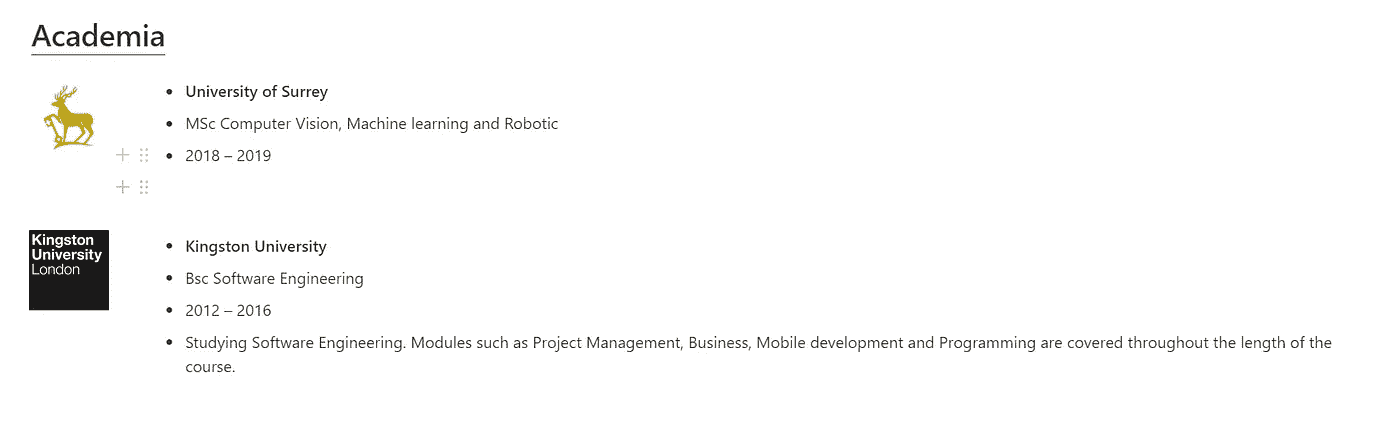 Academia
University of Surrey
MSc Computer Vision, Machine learning and Robotic
2018 – 2019
Kingston
University
London
Kingston University
Bsc Software Engineering
2012 – 2016
Studying Software Engineering. Modules such as Project Management, Business, Mobile development and Programming are covered throughout the length of the
course.